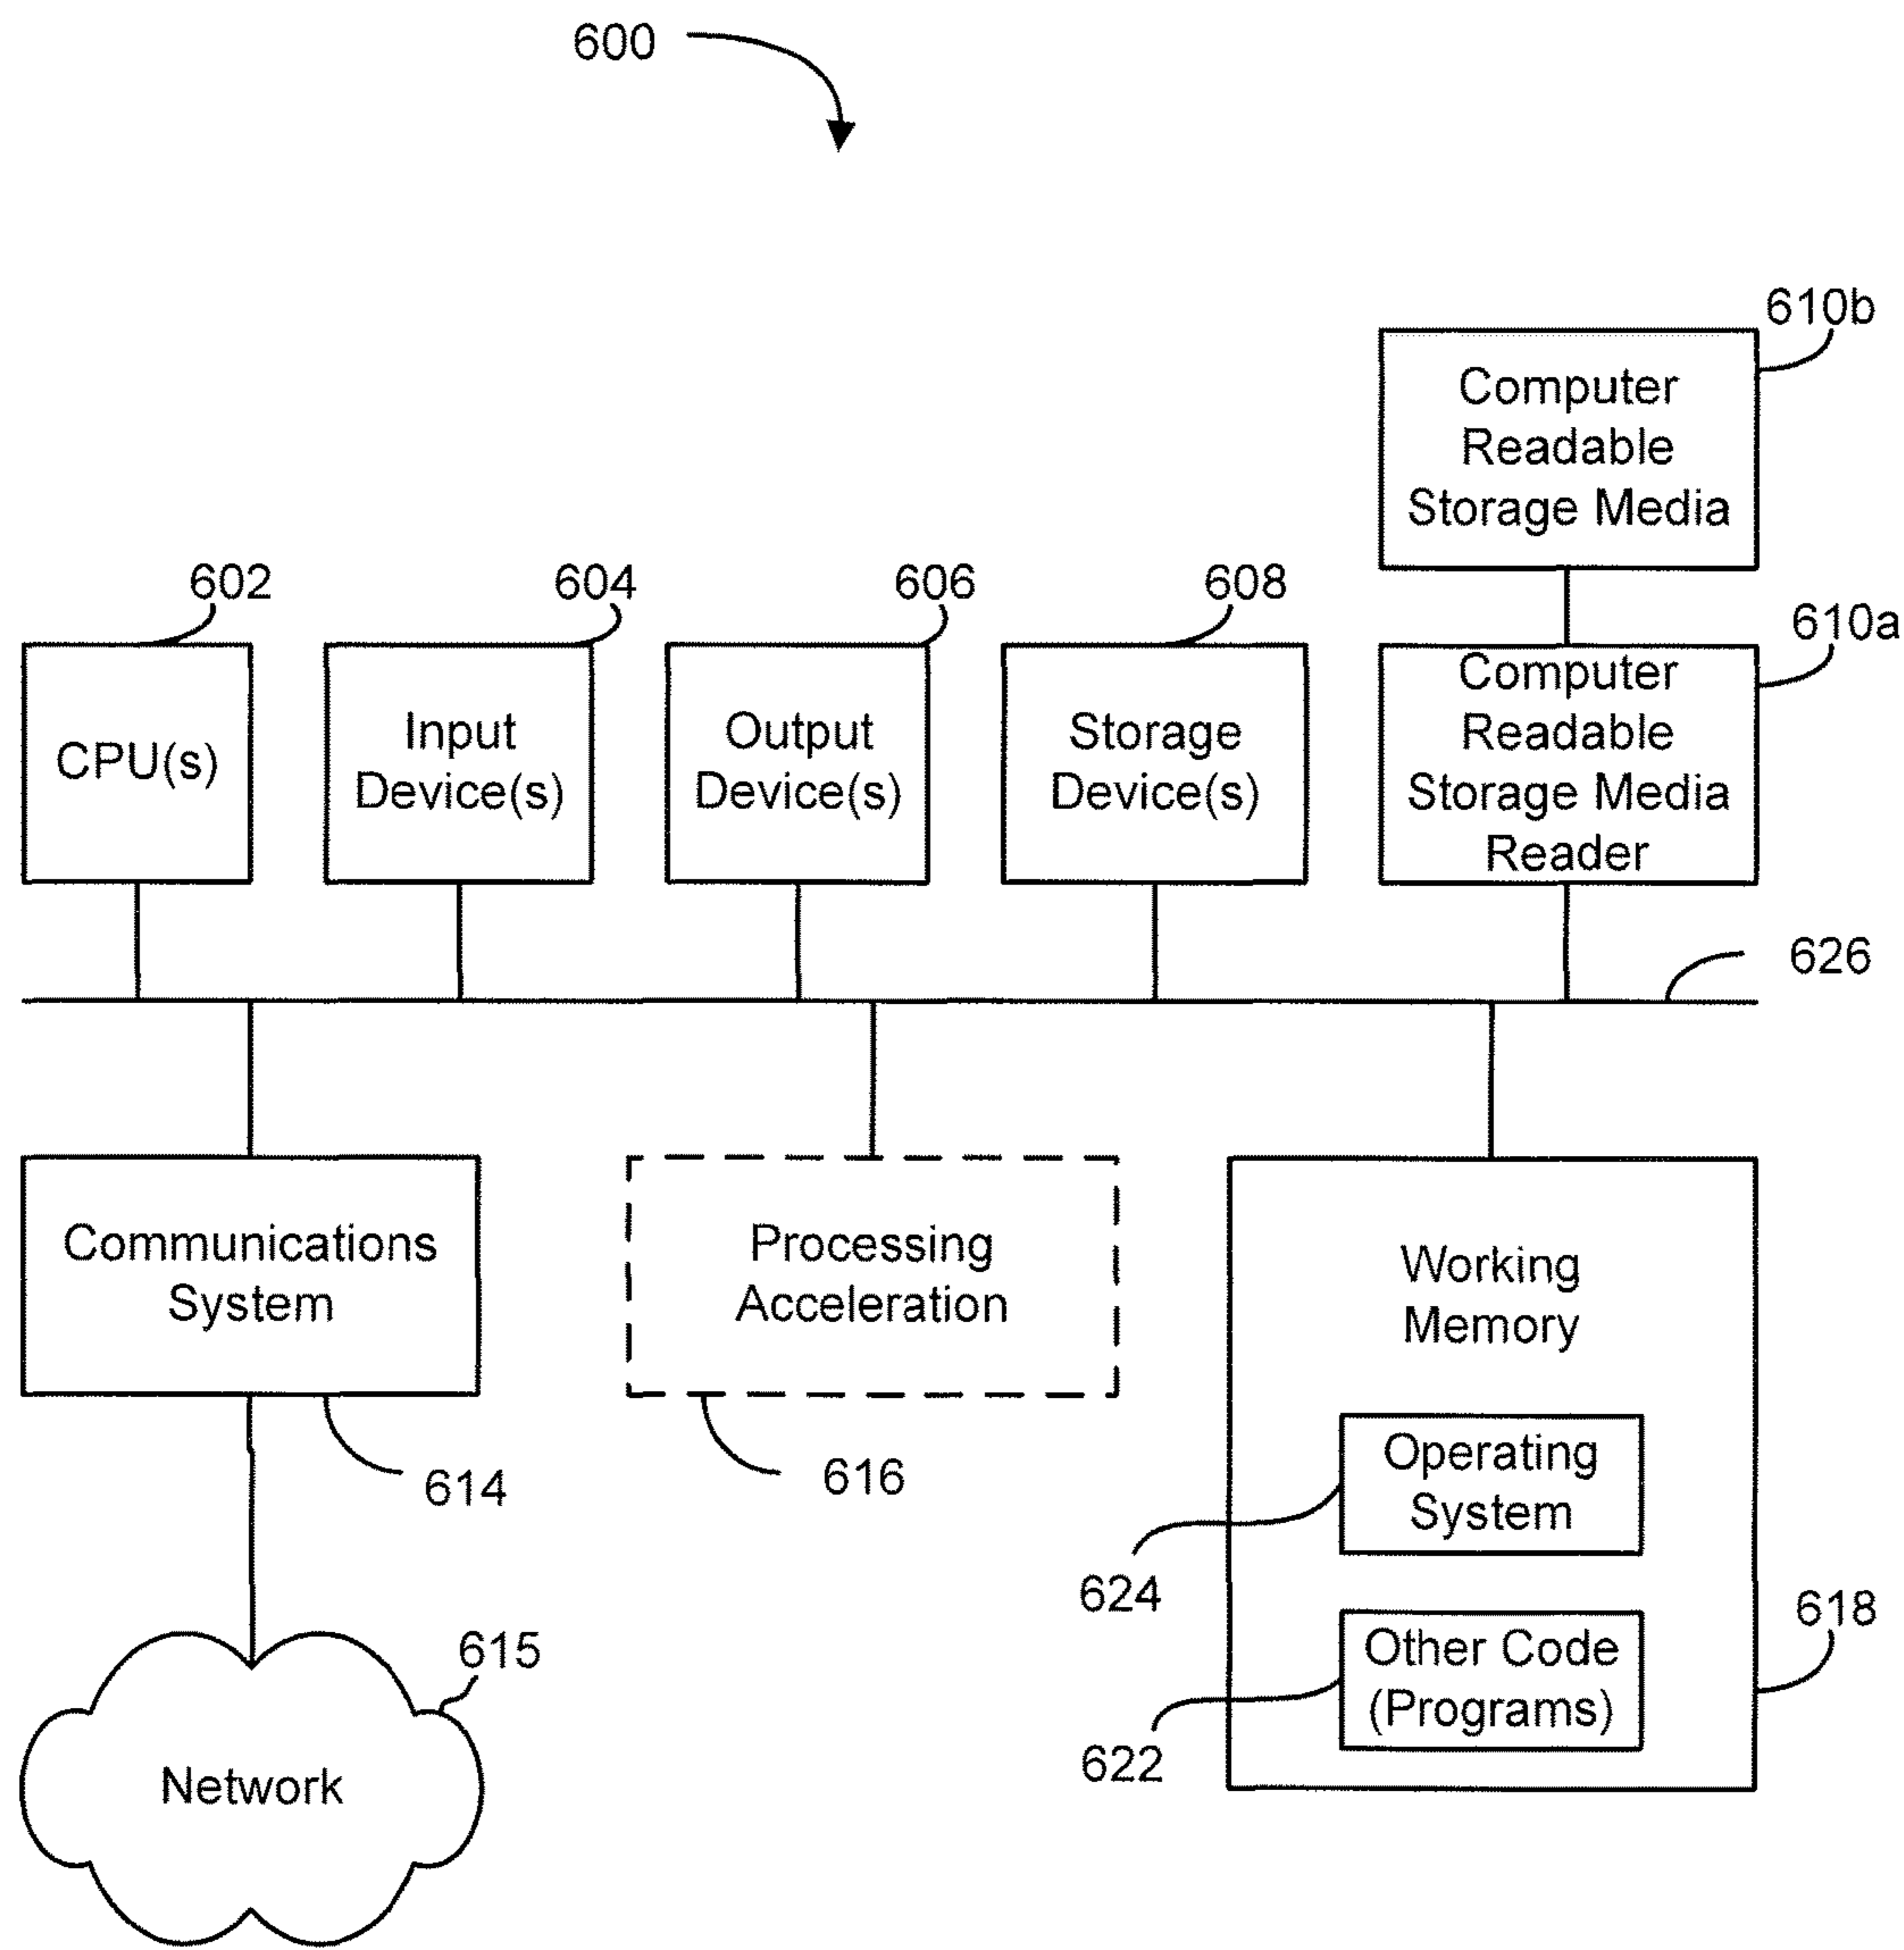 600
610b
Computer
Readable
Storage Media
602
604
606
608
610a
CPU(s)
Input
Device(s)
Output
Device(s)
Storage
Device(s)
Computer
Readable
Storage Media
Reader
626
Communications
System
Processing
Acceleration
Working
Memory
614
616
Operating
System
624
618
Other Code
(Programs)
622
615
Network